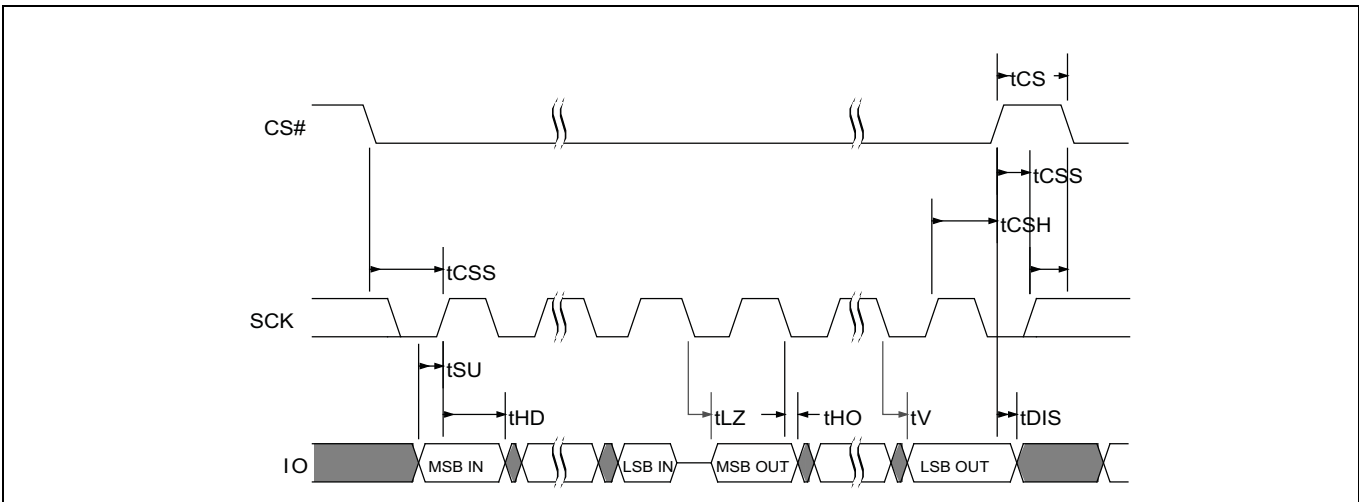 tCS
CS#
tCSS
tCSH
tCSS
SCK
tSU
tHD
tLZ
tHO
tV
tDIS
IO
MSB IN
LSB IN
MSB OUT
LSB OUT